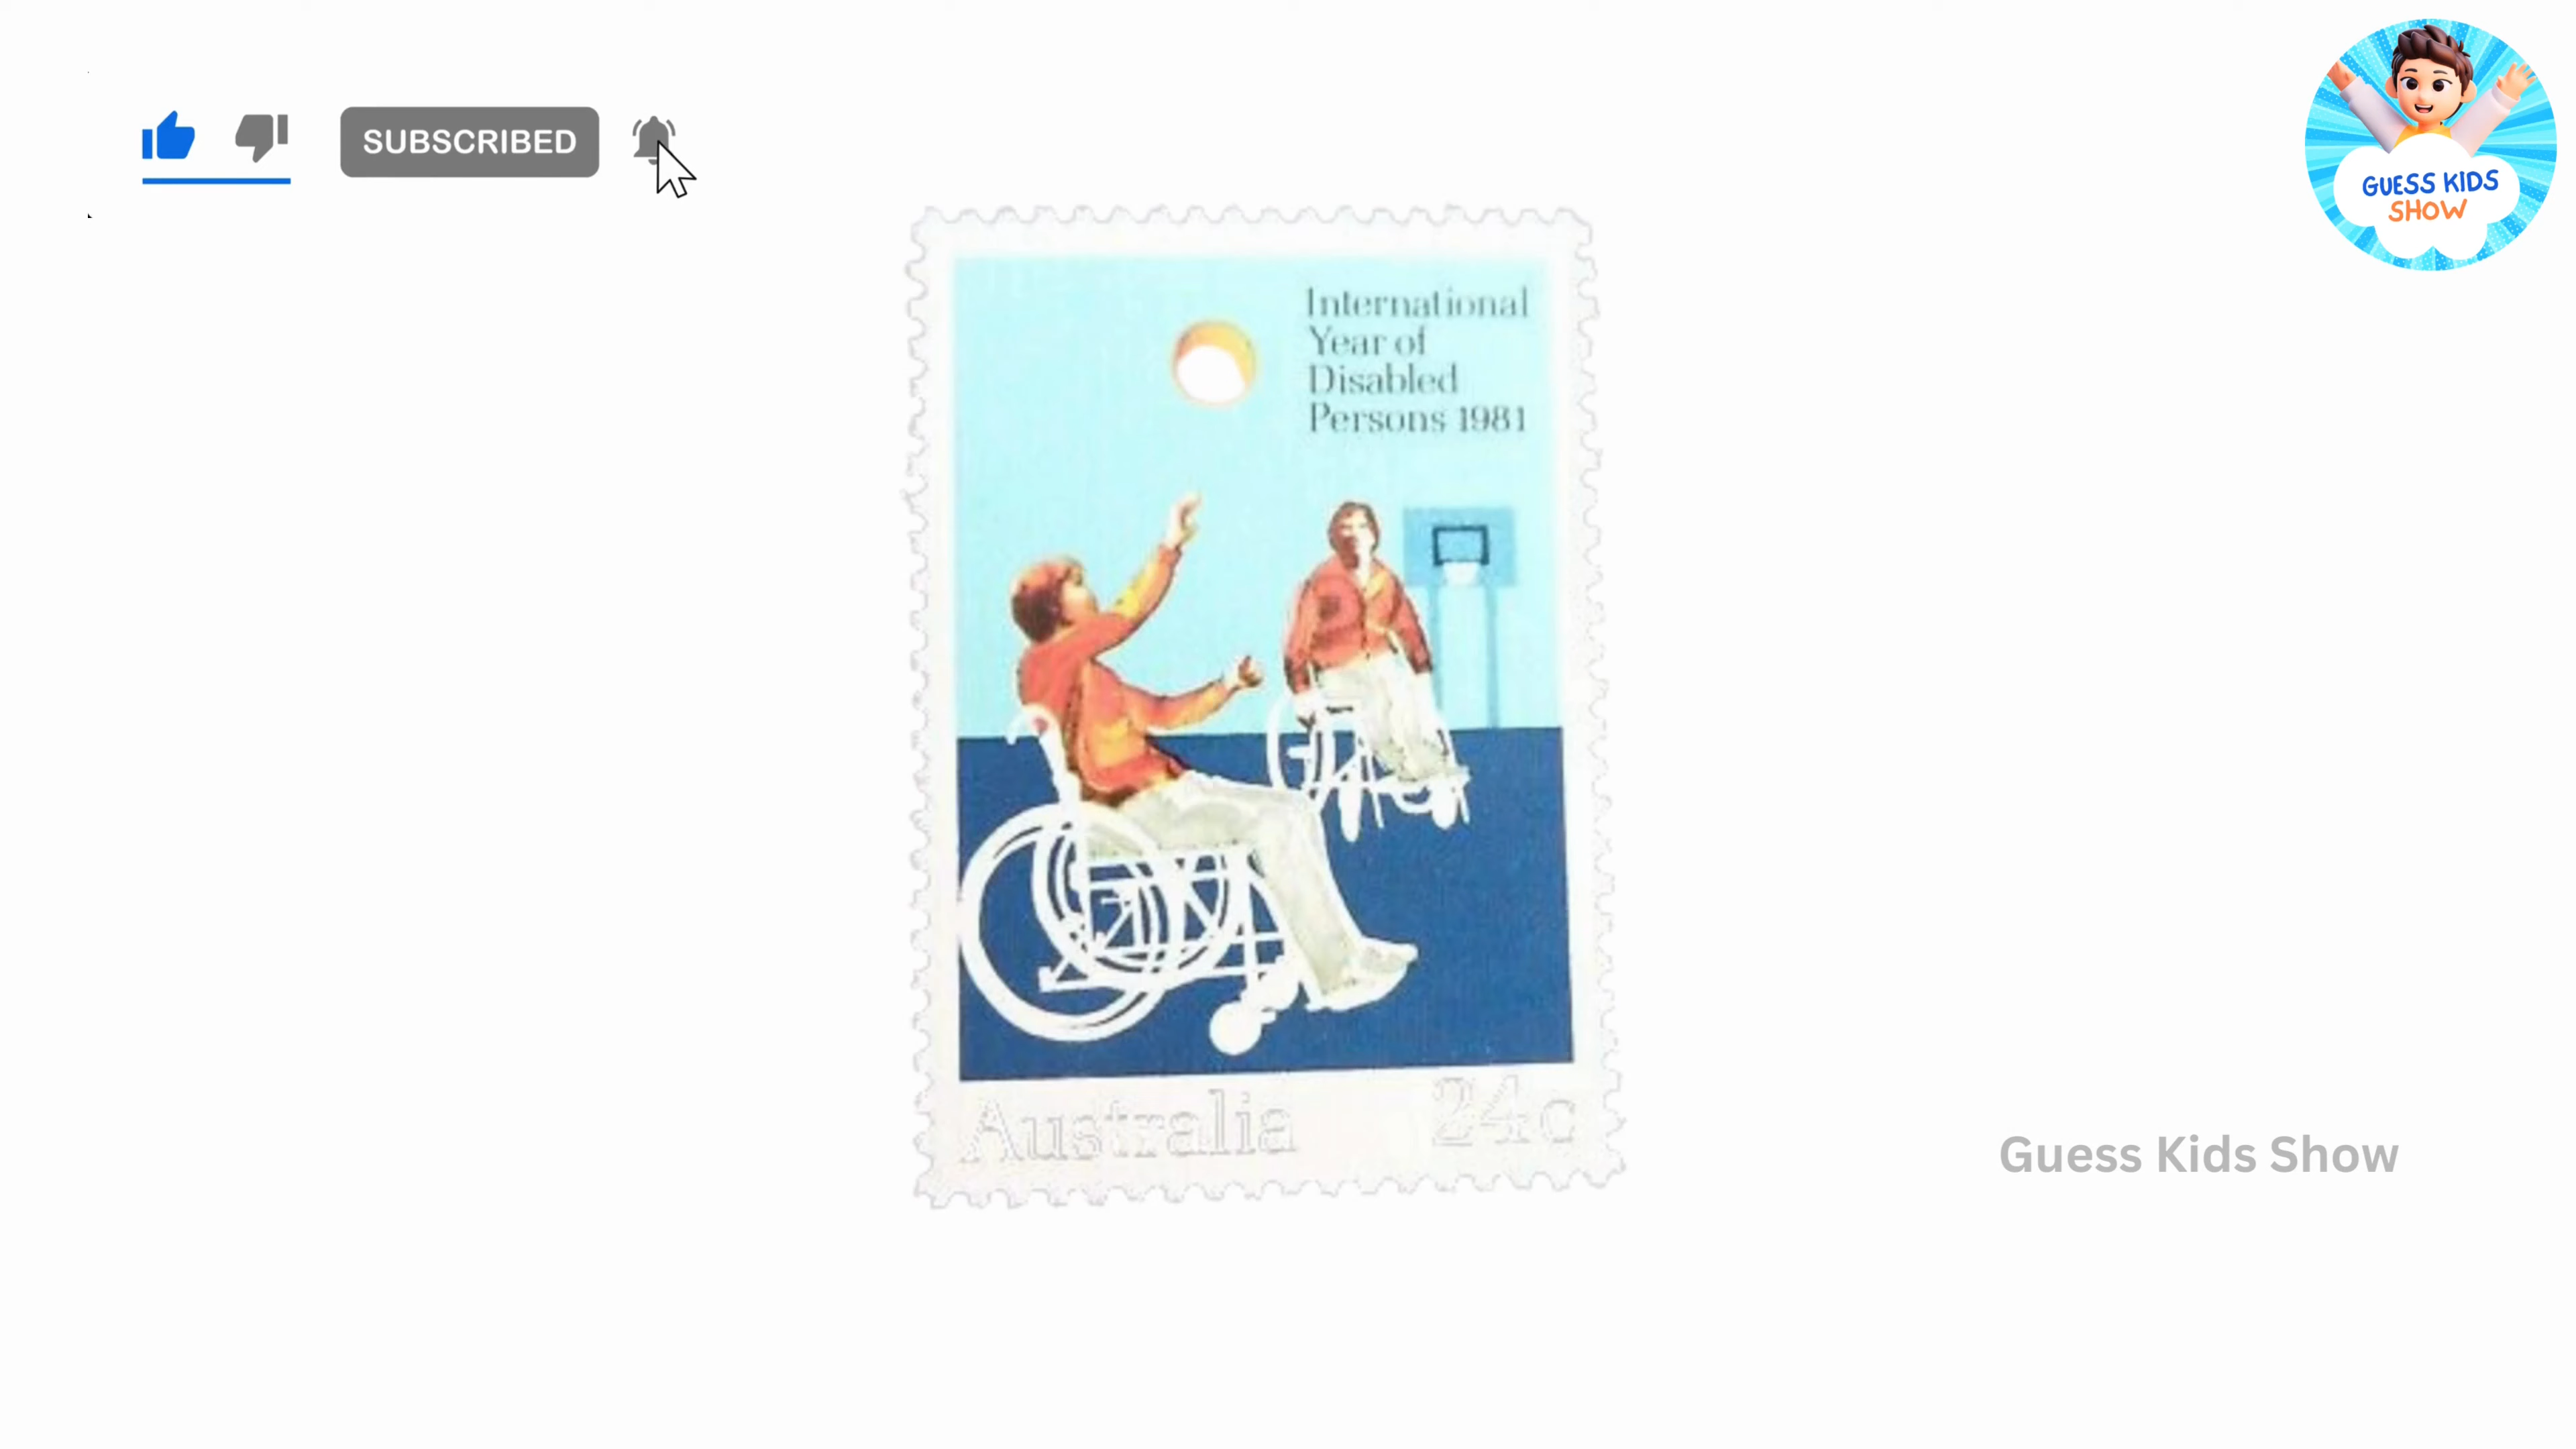 SUBSCRIBED
GUESS KIDS
SHOW
International
Year of
Disabled
Persons 1981
Australia 24c
Guess Kids Show